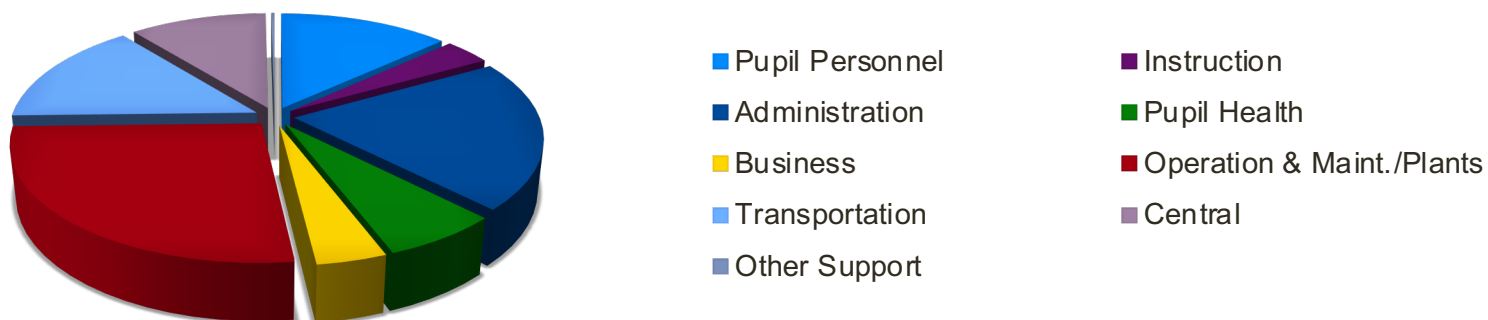 Pupil Personnel
Instruction
Administration
Pupil Health
Business
Operation & Maint./Plants
Transportation
Central
Other Support